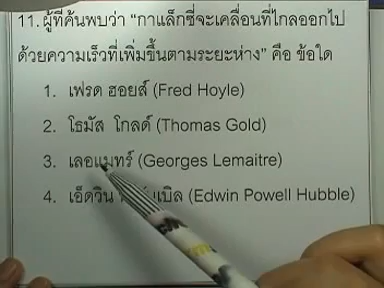 11. ผู้ที่ค้นพบว่า "กาแล็กซี่จะเคลื่อนที่ไกลออกไป
ด้วยความเร็วที่เพิ่มขึ้นตามระยะห่าง" คือ ข้อใด
1. เฟรด ฮอยส์ (Fred Hoyle)
2. โธมัส โกลด์ (Thomas Gold)
3. เลอแมทร์ (Georges Lemaitre)
4. เอ็ดวิน เบิล (Edwin Powell Hubble)